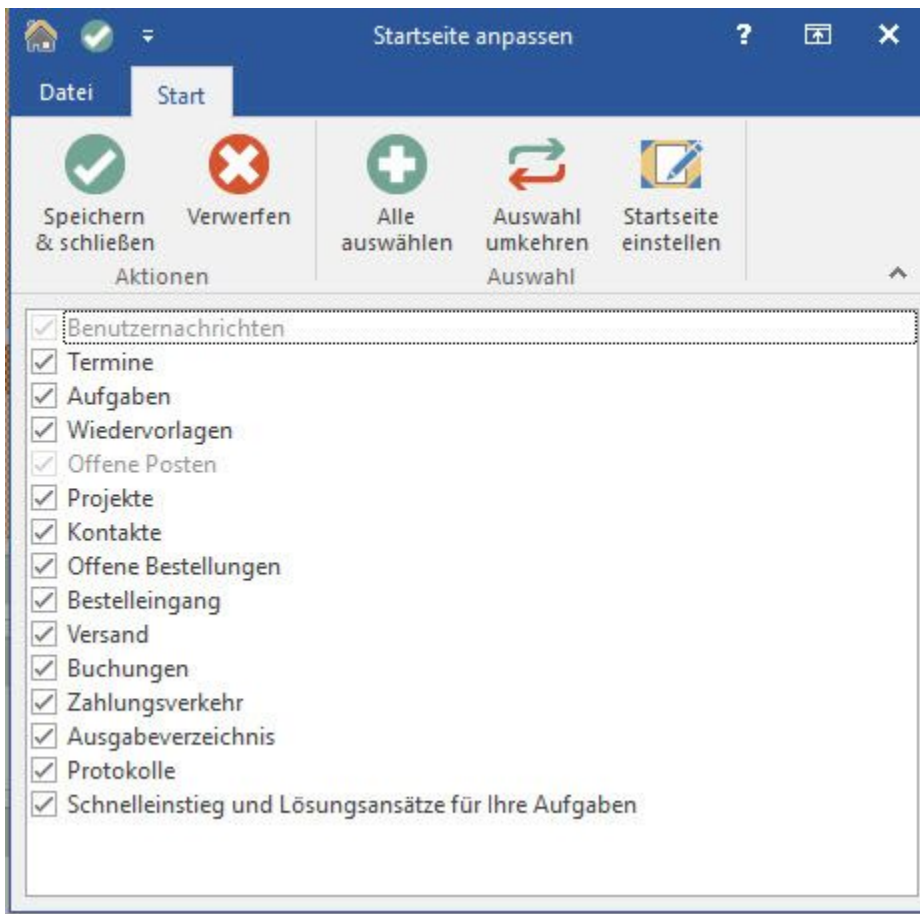 Startseite anpassen
?
Datei
Start
Speichern
& schließen
Verwerfen
Alle
auswählen
Auswahl
umkehren
Startseite
einstellen
Aktionen
Auswahl
Benutzernachrichten
Termine
Aufgaben
Wiedervorlagen
Offene Posten
Projekte
Kontakte
Offene Bestellungen
Bestelleingang
Versand
Buchungen
Zahlungsverkehr
Ausgabeverzeichnis
Protokolle
Schnelleinstieg und Lösungsansätze für Ihre Aufgaben